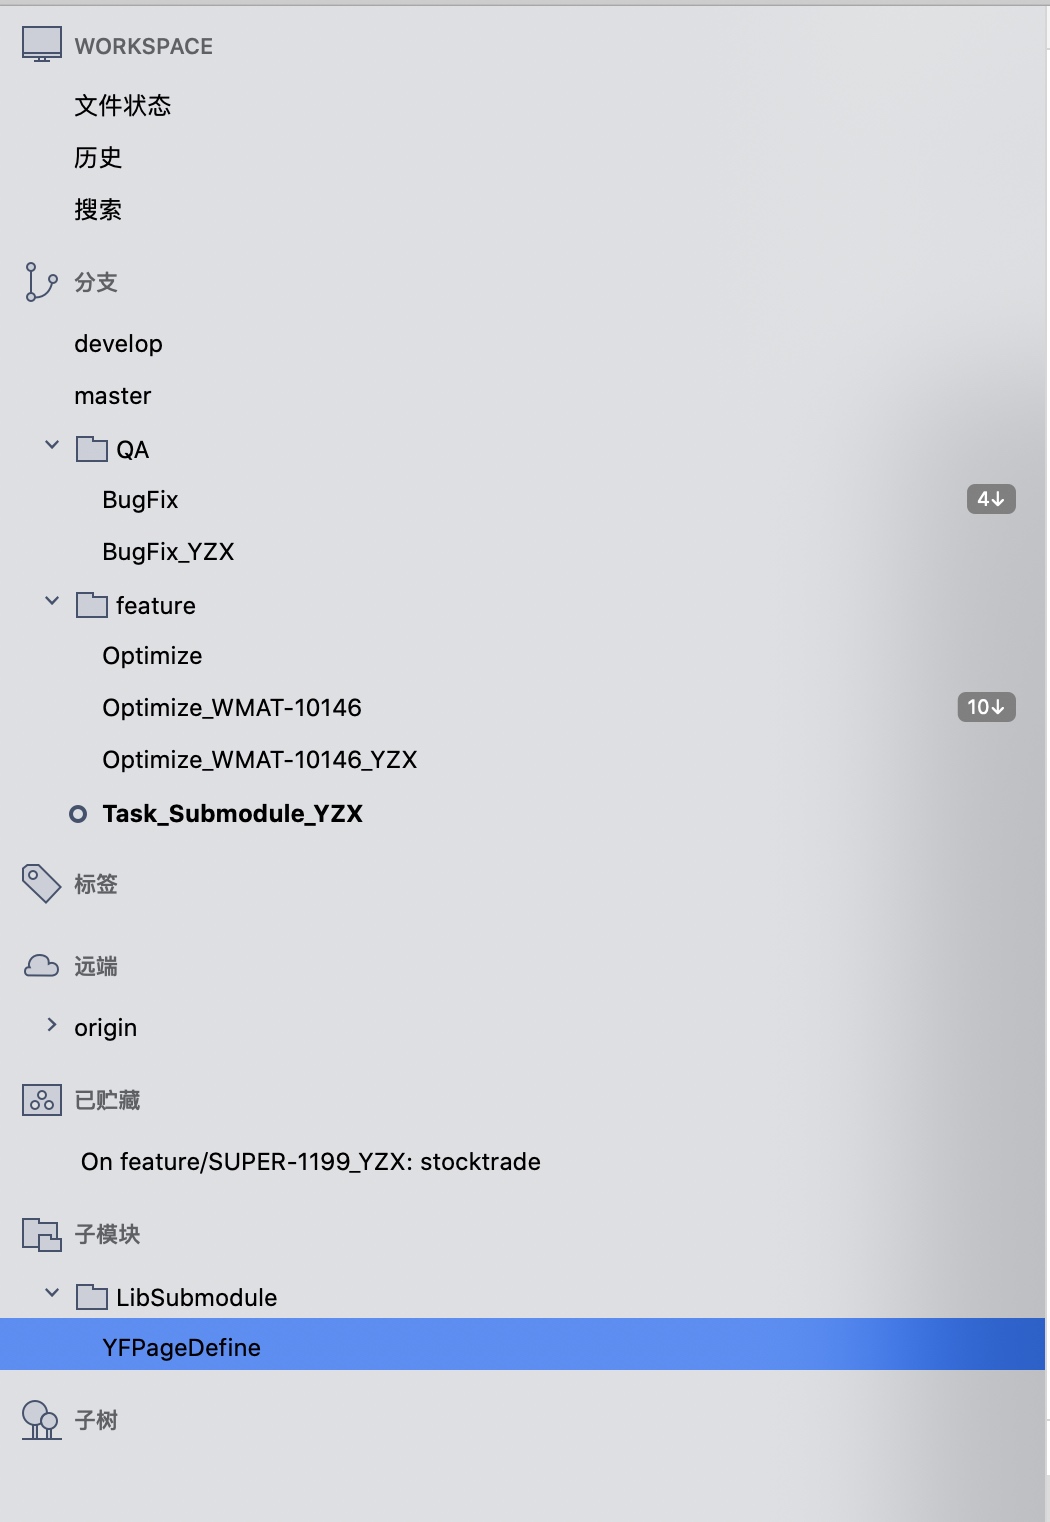 WORKSPACE
文件状态
历史
搜索
分支
develop
master
QA
BugFix 4↓
BugFix_YZX
feature
Optimize
Optimize_WMAT-10146 10↓
Optimize_WMAT-10146_YZX
Task_Submodule_YZX
标签
远端
origin
已贮藏
On feature/SUPER-1199_YZX: stocktrade
子模块
LibSubmodule
YFPageDefine
子树